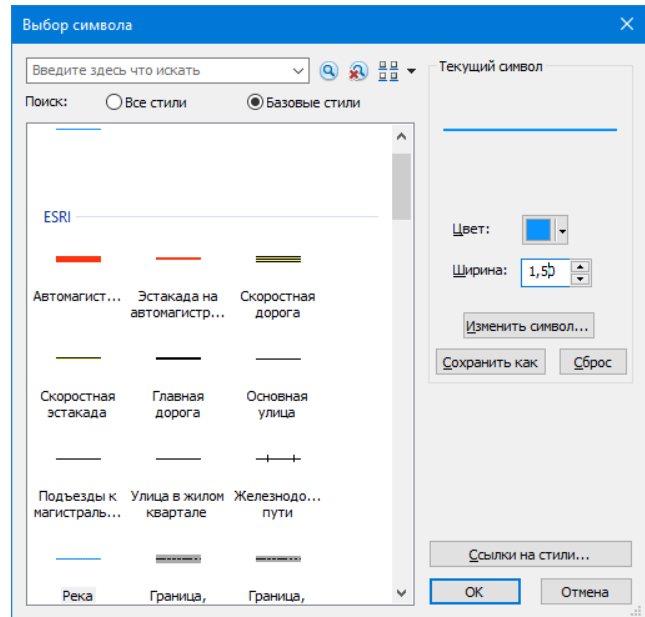 Выбор символа
Введите здесь что искать
Поиск:
Все стили
Базовые стили
ESRI
Автомагист...
Эстакада на
автомагистр...
Скоростная
дорога
Скоростная
эстакада
Главная
дорога
Основная
улица
Подъезды к
магистраль...
Улица в жилом
квартале
Железнодо...
пути
Река
Граница,
Граница,
Текущий символ
Цвет:
Ширина:
1,50
Изменить символ...
Сохранить как
Сброс
Ссылки на стили...
OK
Отмена